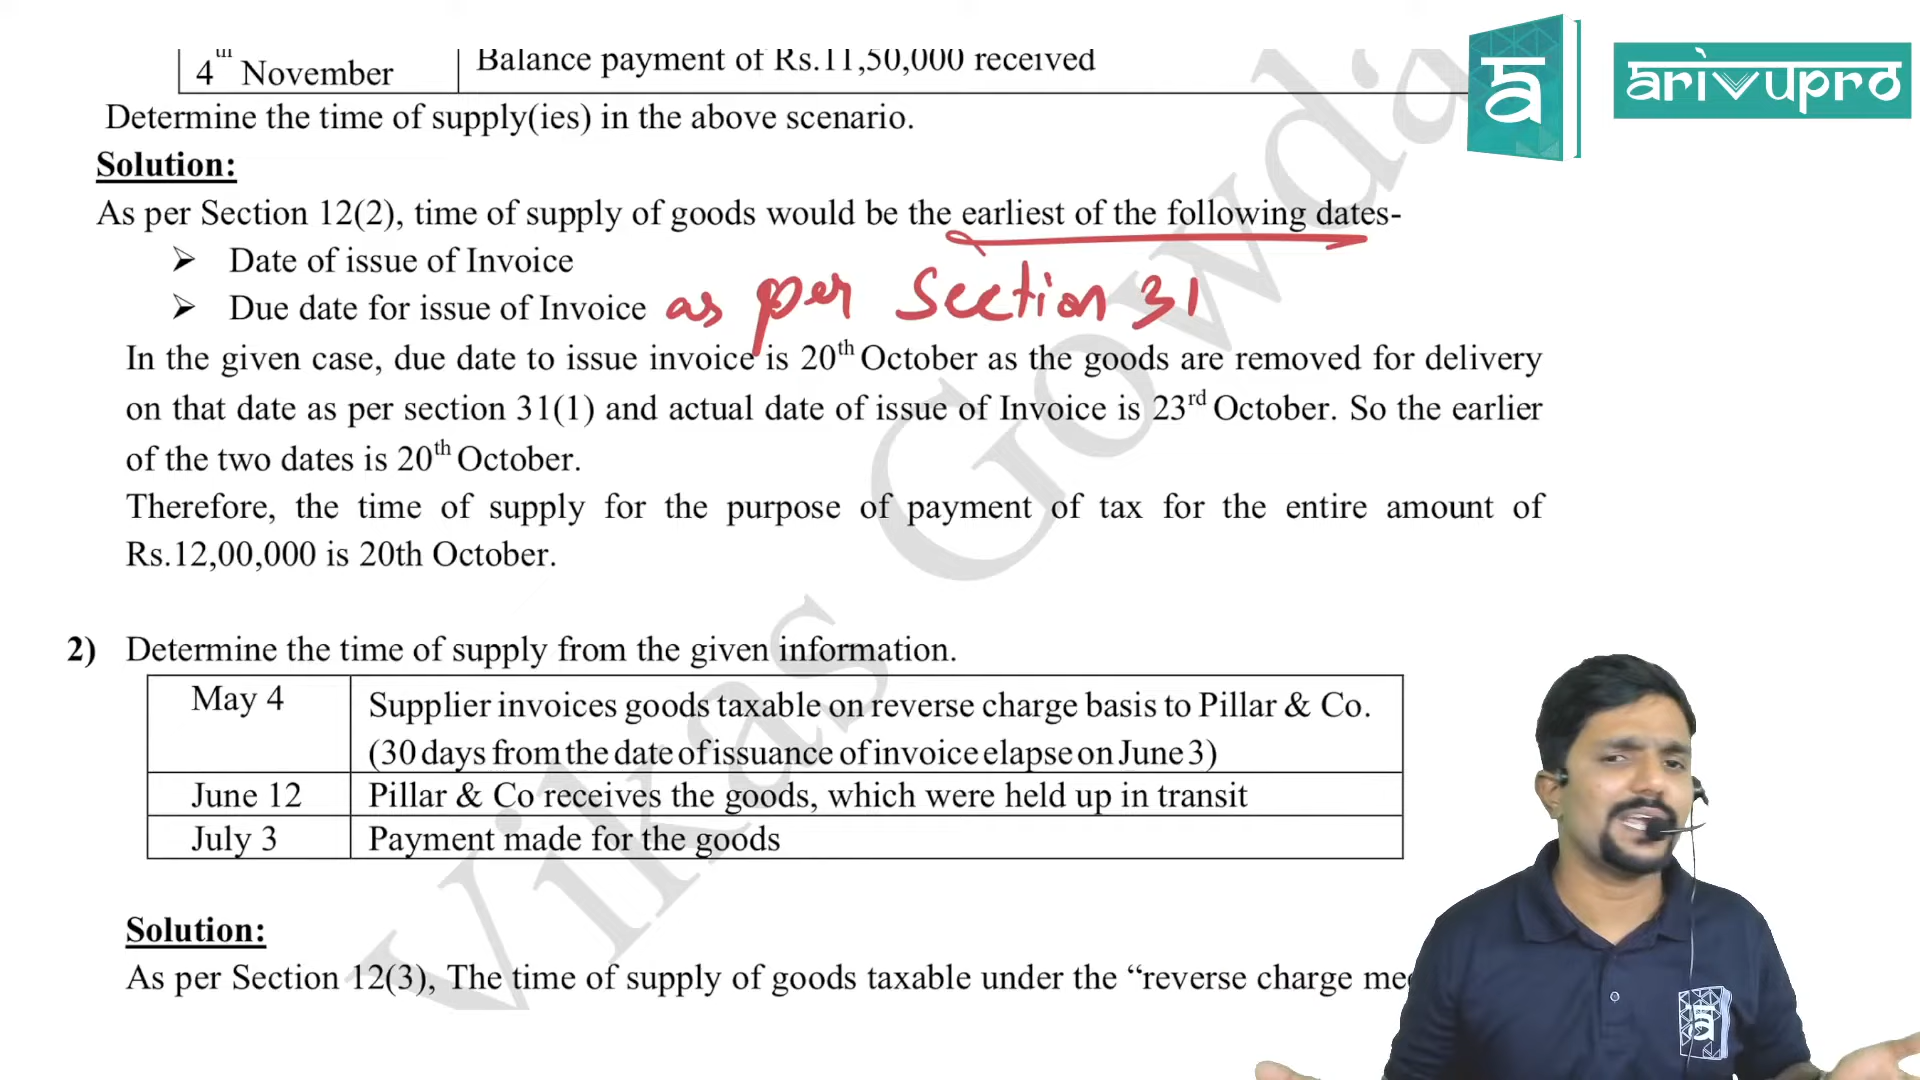 4th November Balance payment of Rs.11,50,000 received
Determine the time of supply(ies) in the above scenario.
Solution:
As per Section 12(2), time of supply of goods would be the earliest of the following dates-
➢ Date of issue of Invoice
➢ Due date for issue of Invoice as per Section 31
In the given case, due date to issue invoice is 20th October as the goods are removed for delivery
on that date as per section 31(1) and actual date of issue of Invoice is 23rd October. So the earlier
of the two dates is 20th October.
Therefore, the time of supply for the purpose of payment of tax for the entire amount of
Rs.12,00,000 is 20th October.
2) Determine the time of supply from the given information.
May 4 Supplier invoices goods taxable on reverse charge basis to Pillar & Co.
(30 days from the date of issuance of invoice elapse on June 3)
June 12 Pillar & Co receives the goods, which were held up in transit
July 3 Payment made for the goods
Solution:
As per Section 12(3), The time of supply of goods taxable under the “reverse charge
Vikas Gowda
arivupro